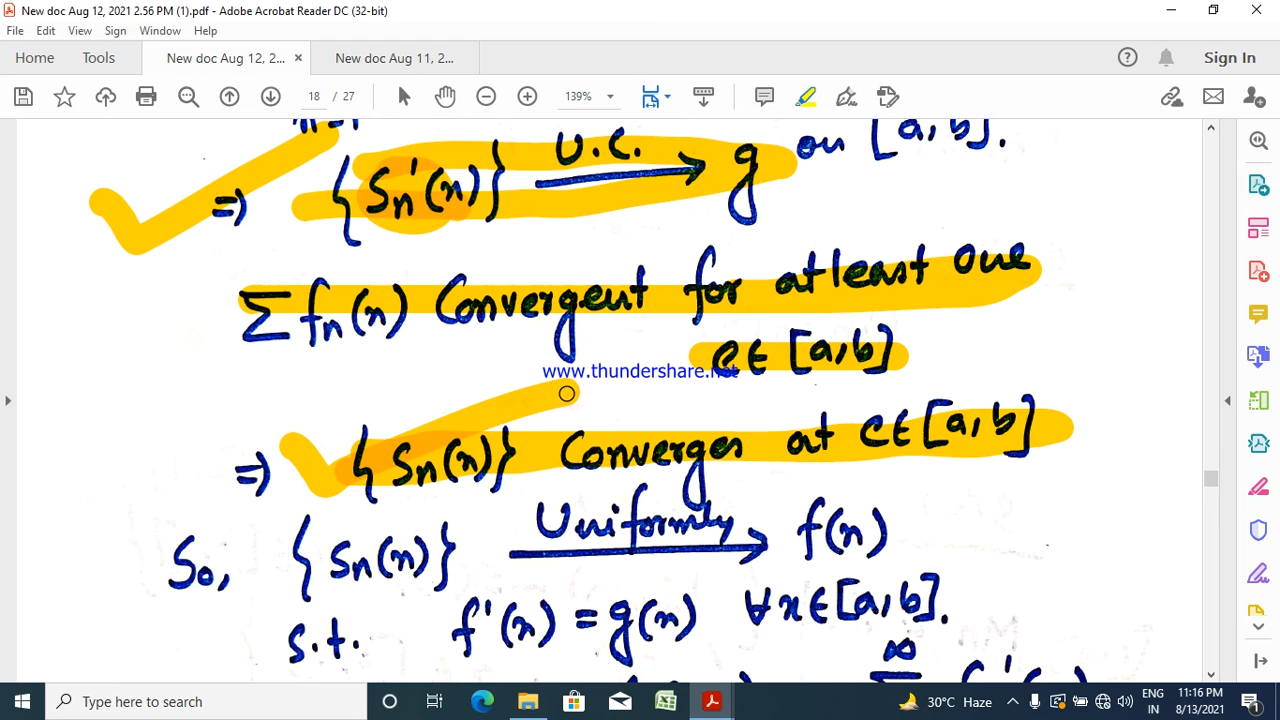 New doc Aug 12, 2021 2.56 PM (1).pdf - Adobe Acrobat Reader DC (32-bit)
File Edit View Sign Window Help
Home Tools New doc Aug 12, 2... × New doc Aug 11, 2... Sign In
18 / 27 139%
on [a, b].
=> {Sn'(n)} U.C. → g
Σ fn(n) Convergent for atleast one
c ∈ [a, b]
www.thundershare.net
=> {Sn(n)} Converges at c ∈ [a, b]
So, {Sn(n)} Uniformly → f(n)
s.t. f'(n) = g(n) ∀ x ∈ [a, b].
∞
Type here to search
30°C Haze ENG 11:16 PM
IN 8/13/2021